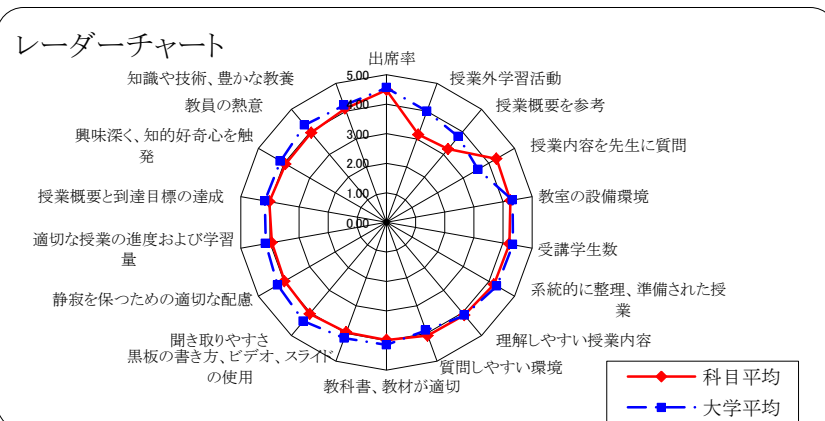 レーダーチャート
出席率
授業外学習活動
授業概要を参考
授業内容を先生に質問
教室の設備環境
受講学生数
系統的に整理、準備された授
業
理解しやすい授業内容
質問しやすい環境
教科書、教材が適切
黒板の書き方、ビデオ、スライド
の使用
聞き取りやすさ
静寂を保つための適切な配慮
適切な授業の進度および学習
量
授業概要と到達目標の達成
興味深く、知的好奇心を触
発
教員の熱意
知識や技術、豊かな教養
5.00
4.00
3.00
2.00
1.00
0.00
科目平均
大学平均